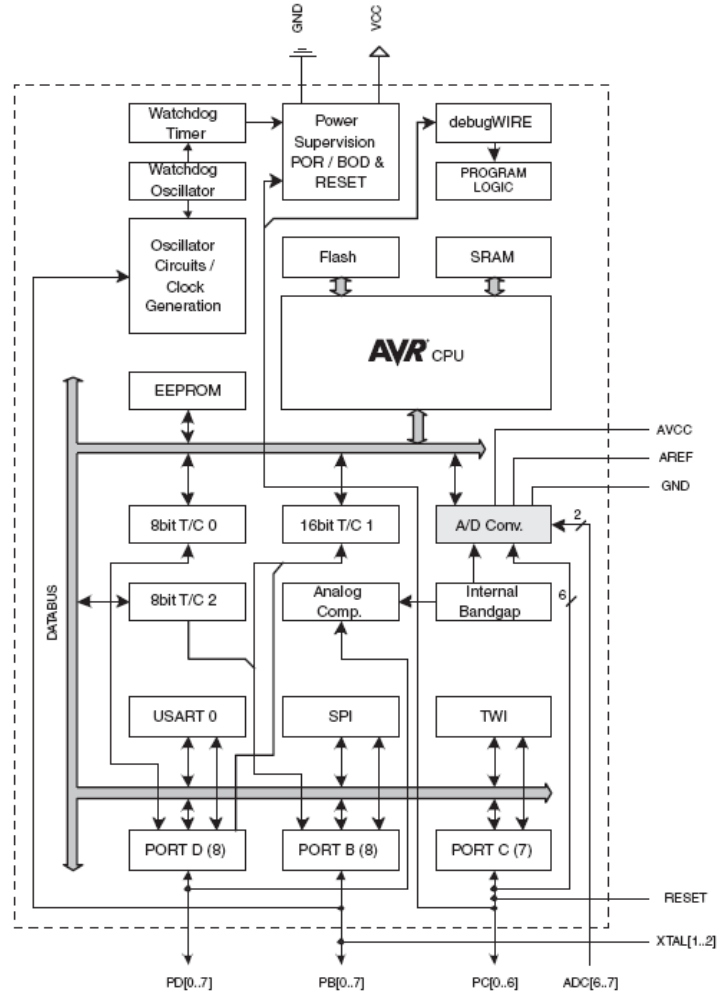 GND
VCC
Watchdog
Timer
Power
Supervision
POR / BOD &
RESET
debugWIRE
Watchdog
Oscillator
PROGRAM
LOGIC
Oscillator
Circuits /
Clock
Generation
Flash
SRAM
AVR CPU
EEPROM
AVCC
AREF
GND
8bit T/C 0
16bit T/C 1
A/D Conv.
2
DATABUS
8bit T/C 2
Analog
Comp.
Internal
Bandgap
6
USART 0
SPI
TWI
PORT D (8)
PORT B (8)
PORT C (7)
RESET
XTAL[1..2]
PD[0..7]
PB[0..7]
PC[0..6]
ADC[6..7]